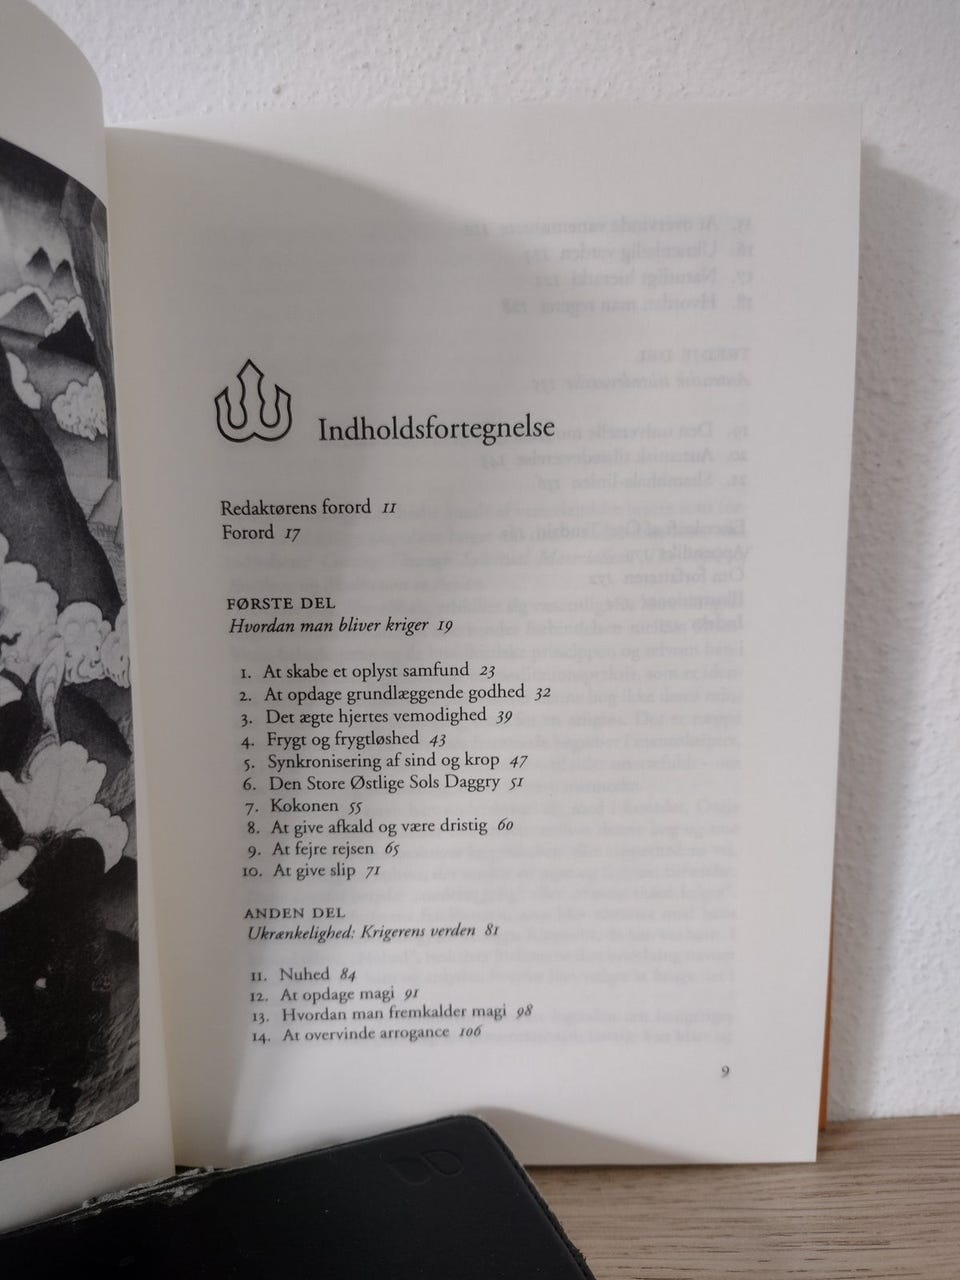 Indholdsfortegnelse
Redaktørens forord 11
Forord 17
FØRSTE DEL
Hvordan man bliver kriger 19
1. At skabe et oplyst samfund 23
2. At opdage grundlæggende godhed 32
3. Det ægte hjertes vemodighed 39
4. Frygt og frygtløshed 43
5. Synkronisering af sind og krop 47
6. Den Store Østlige Sols Daggry 51
7. Kokonen 55
8. At give afkald og være dristig 60
9. At fejre rejsen 65
10. At give slip 71
ANDEN DEL
Ukrænkelighed: Krigerens verden 81
11. Nuhed 84
12. At opdage magi 91
13. Hvordan man fremkalder magi 98
14. At overvinde arrogance 106
9